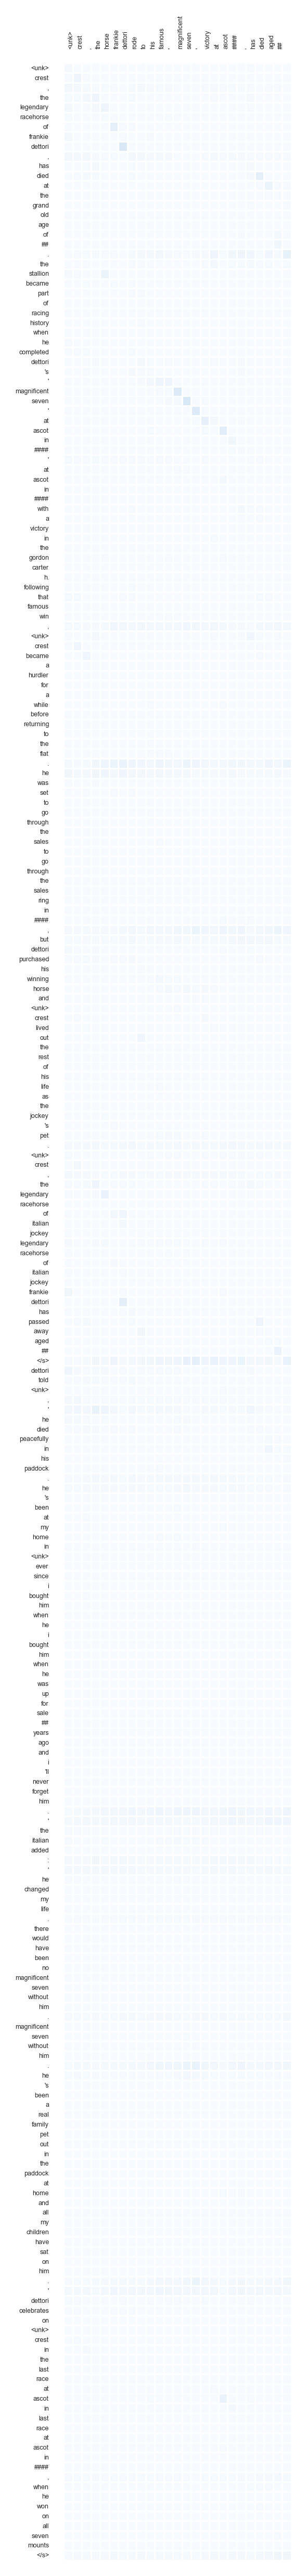 <unk>
crest
,
the
horse
frankie
dettori
rode
to
his
famous
'
magnificent
seven
'
victory
at
ascot
####
,
has
died
aged
##
<unk>
crest
,
the
legendary
racehorse
of
frankie
dettori
,
has
died
at
the
grand
old
age
of
##
.
the
stallion
became
part
of
racing
history
when
he
completed
dettori
's
'
magnificent
seven
'
at
ascot
in
####
'
at
ascot
in
####
with
a
victory
in
the
gordon
carter
h.
following
that
famous
win
,
<unk>
crest
became
a
hurdler
for
a
while
before
returning
to
the
flat
.
he
was
set
to
go
through
the
sales
to
go
through
the
sales
ring
in
####
,
but
dettori
purchased
his
winning
horse
and
<unk>
crest
lived
out
the
rest
of
his
life
as
the
jockey
's
pet
.
<unk>
crest
,
the
legendary
racehorse
of
italian
jockey
legendary
racehorse
of
italian
jockey
frankie
dettori
has
passed
away
aged
##
</s>
dettori
told
<unk>
,
'
he
died
peacefully
in
his
paddock
.
he
's
been
at
my
home
in
<unk>
ever
since
i
bought
him
when
he
i
bought
him
when
he
was
up
for
sale
##
years
ago
and
i
'll
never
forget
him
.
'
the
italian
added
:
'
he
changed
my
life
.
there
would
have
been
no
magnificent
seven
without
him
.
magnificent
seven
without
him
.
he
's
been
a
real
family
pet
out
in
the
paddock
at
home
and
all
my
children
have
sat
on
him
.
'
dettori
celebrates
on
<unk>
crest
in
the
last
race
at
ascot
in
last
race
at
ascot
in
####
,
when
he
won
on
all
seven
mounts
</s>